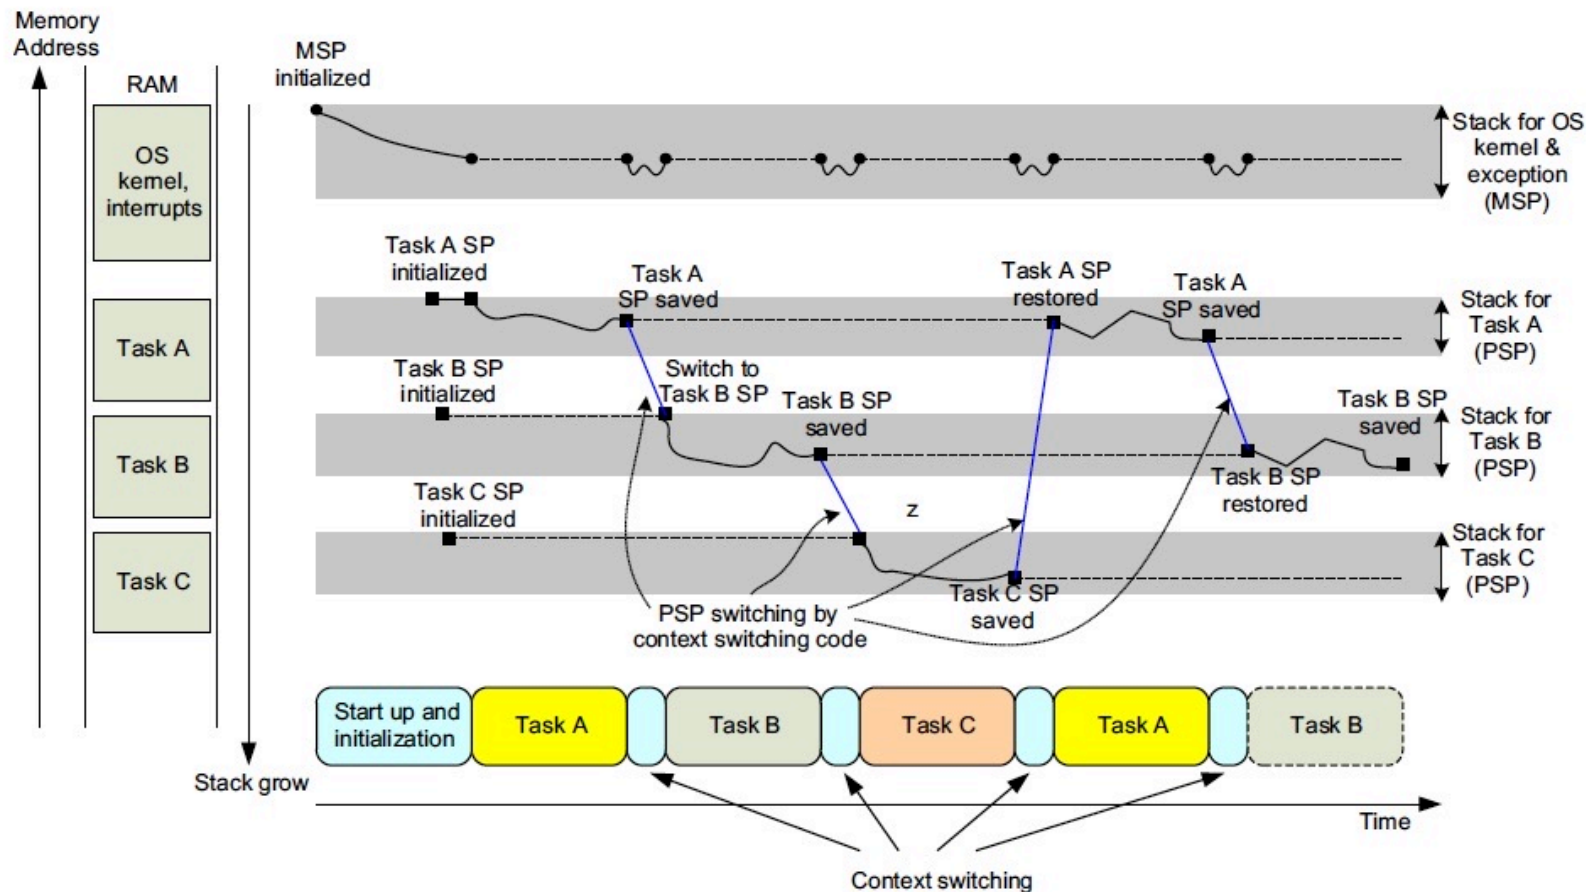 Memory
Address
RAM
OS
kernel,
interrupts
Task A
Task B
Task C
Stack grow
MSP
initialized
Stack for OS
kernel &
exception
(MSP)
Task A SP
initialized
Task A
SP saved
Task A SP
restored
Task A
SP saved
Stack for
Task A
(PSP)
Task B SP
initialized
Switch to
Task B SP
Task B SP
saved
Task B SP
saved
Stack for
Task B
(PSP)
Task B SP
restored
Task C SP
initialized
z
Stack for
Task C
(PSP)
Task C SP
saved
PSP switching by
context switching code
Start up and
initialization
Task A
Task B
Task C
Task A
Task B
Time
Context switching